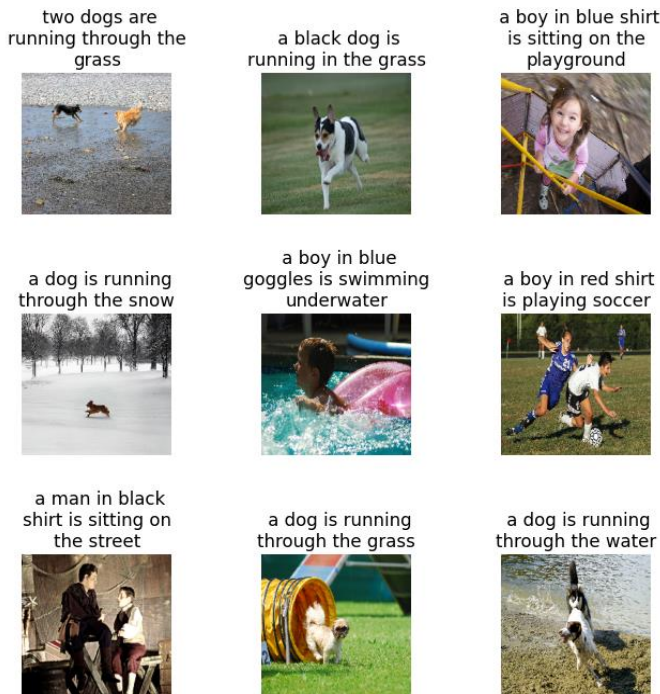 two dogs are
running through the
grass
a black dog is
running in the grass
a boy in blue shirt
is sitting on the
playground
a dog is running
through the snow
a boy in blue
goggles is swimming
underwater
a boy in red shirt
is playing soccer
a man in black
shirt is sitting on
the street
a dog is running
through the grass
a dog is running
through the water